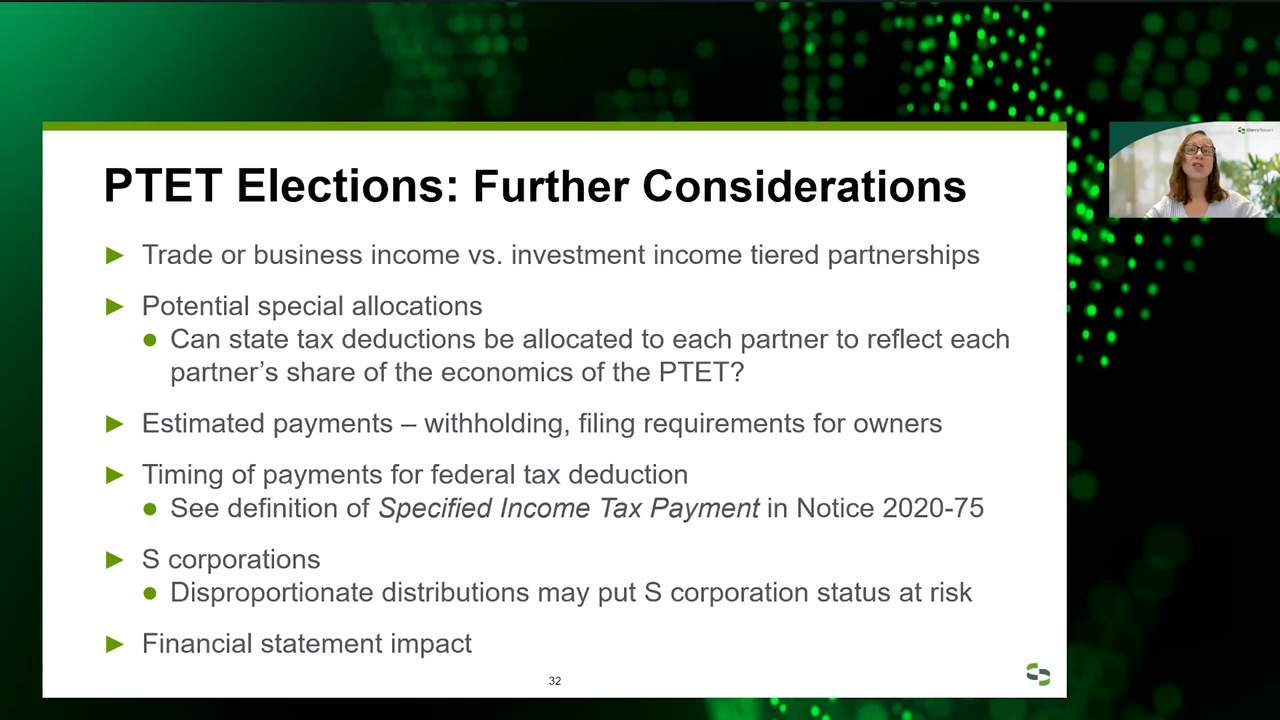 PTET Elections: Further Considerations
► Trade or business income vs. investment income tiered partnerships
► Potential special allocations
● Can state tax deductions be allocated to each partner to reflect each
partner's share of the economics of the PTET?
► Estimated payments – withholding, filing requirements for owners
► Timing of payments for federal tax deduction
● See definition of Specified Income Tax Payment in Notice 2020-75
► S corporations
● Disproportionate distributions may put S corporation status at risk
► Financial statement impact
32